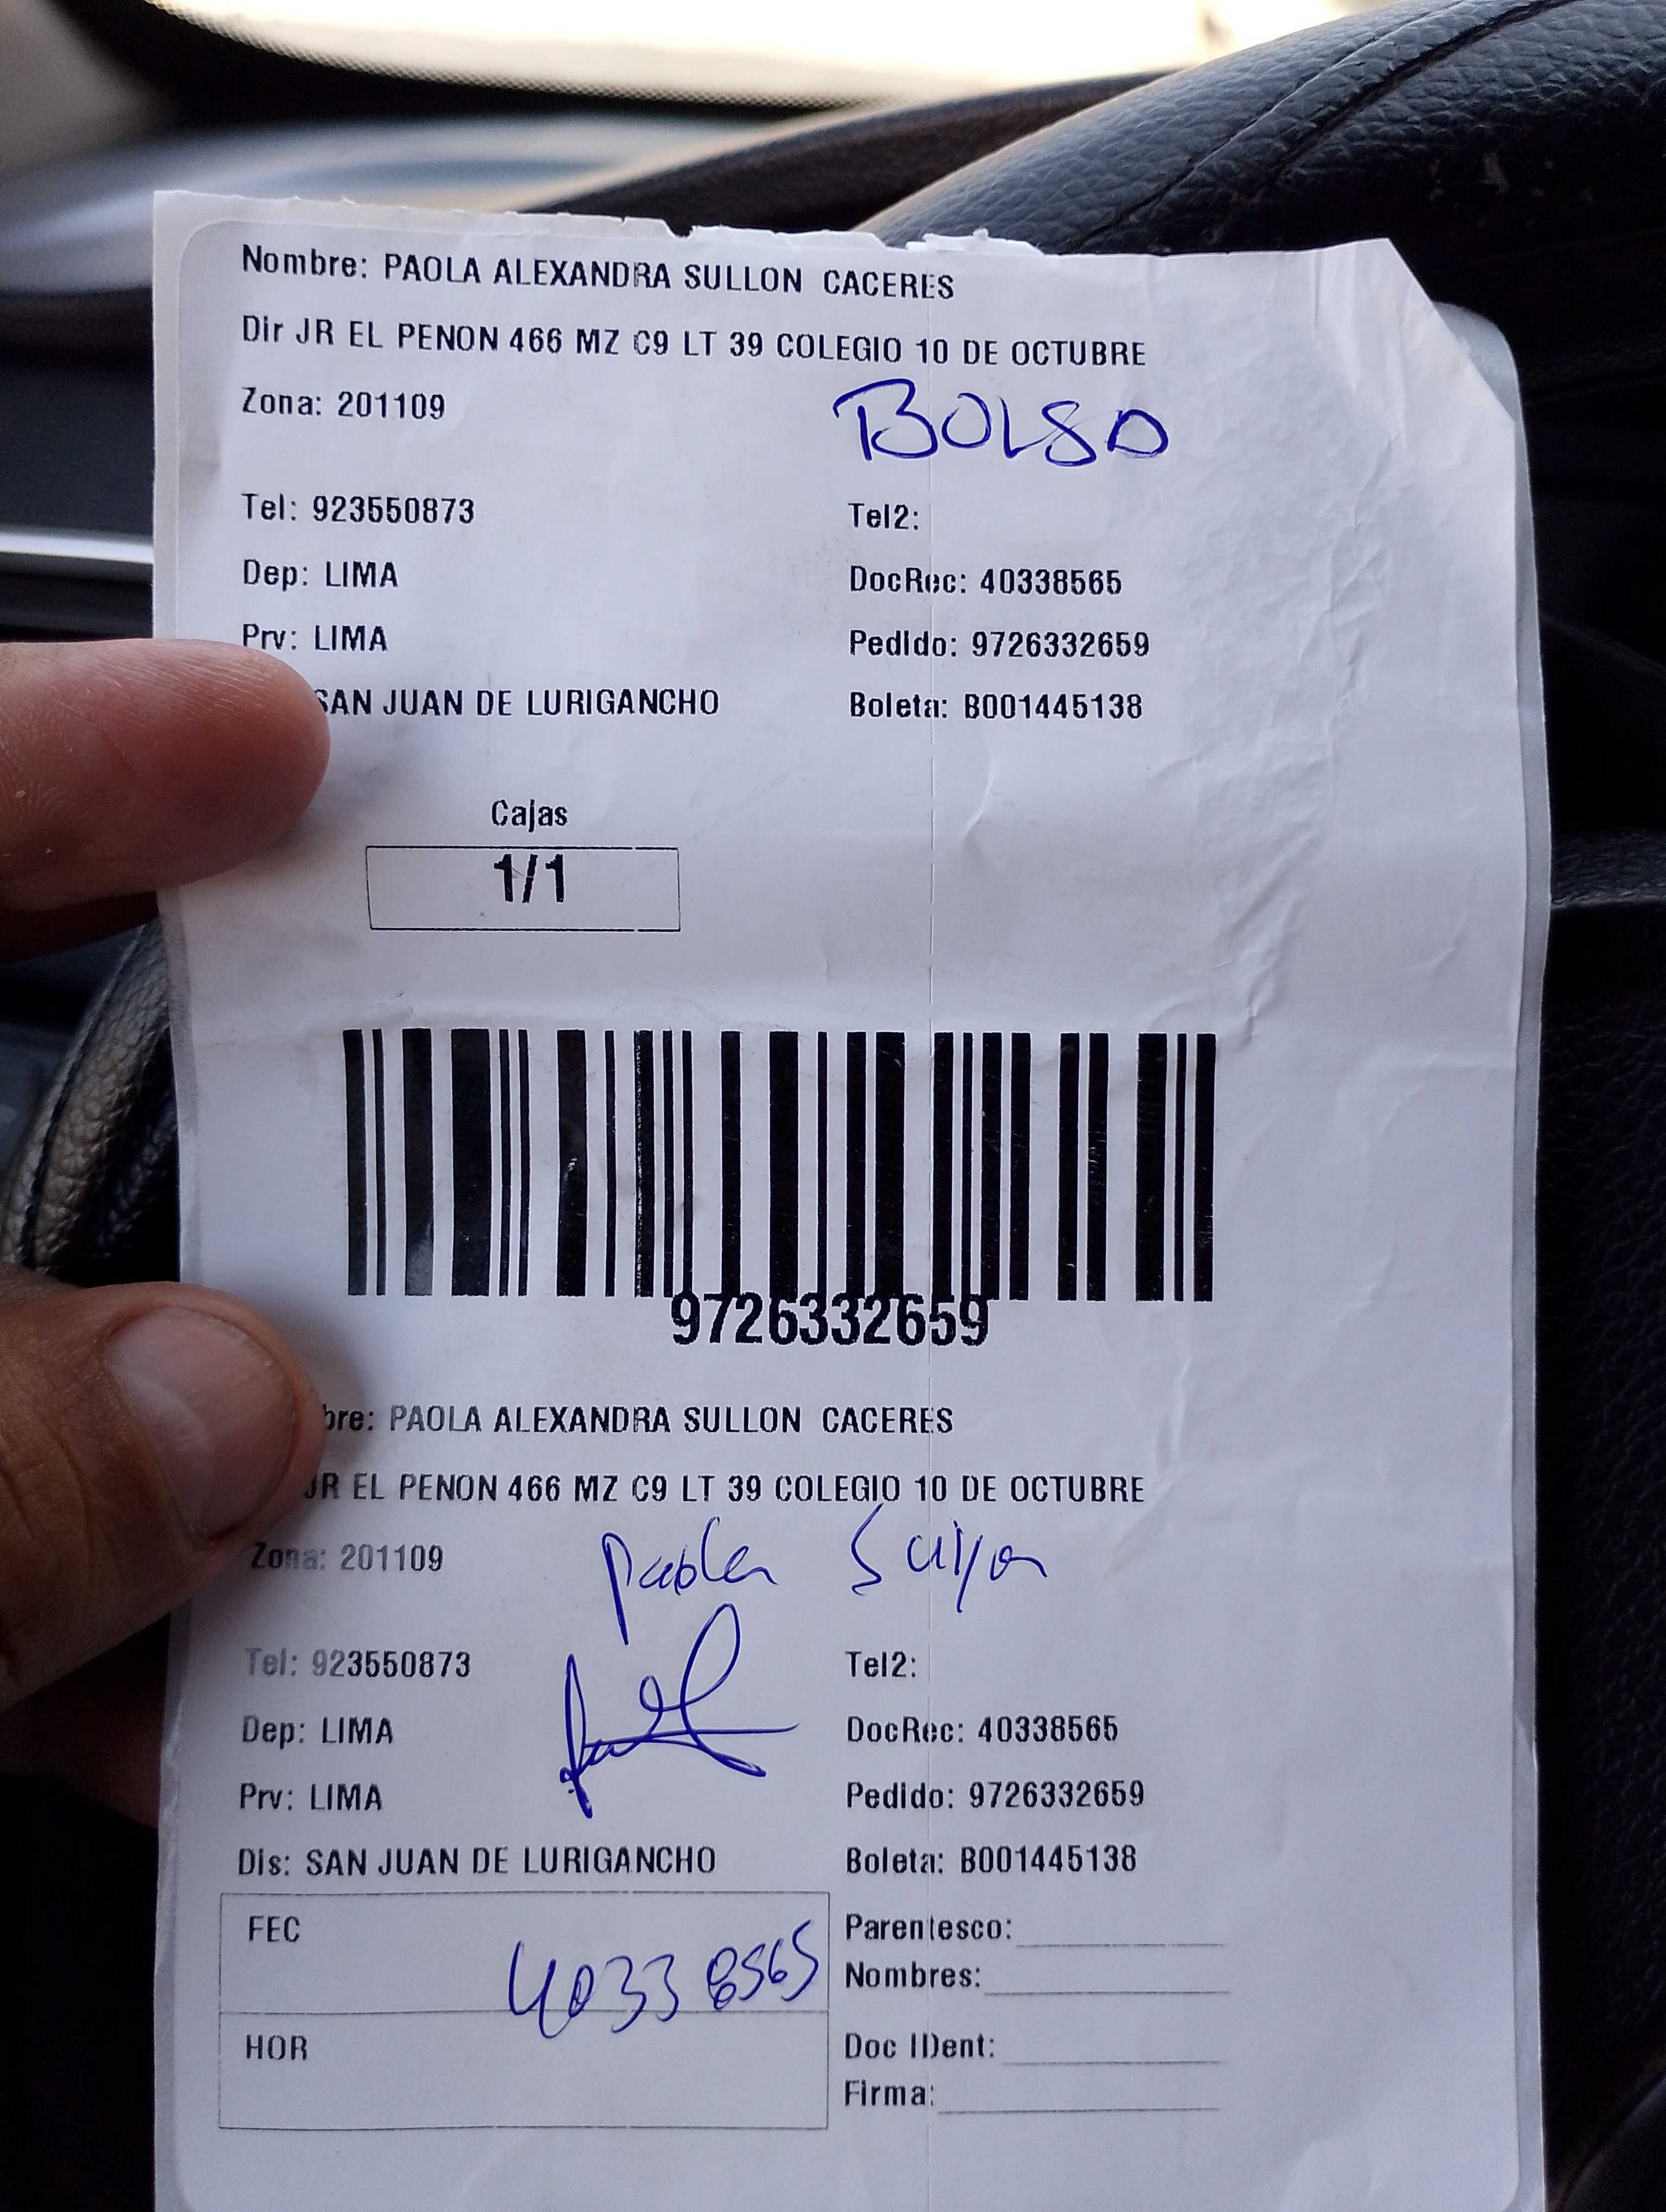 Nombre: PAOLA ALEXANDRA SULLON CACERES
Dir JR EL PENON 466 MZ C9 LT 39 COLEGIO 10 DE OCTUBRE
Zona: 201109
BOLSO
Tel: 923550873 Tel2:
Dep: LIMA DocRec: 40338565
Prv: LIMA Pedido: 9726332659
SAN JUAN DE LURIGANCHO Boleta: B001445138
Cajas
1/1
9726332659
bre: PAOLA ALEXANDRA SULLON CACERES
JR EL PENON 466 MZ C9 LT 39 COLEGIO 10 DE OCTUBRE
Zona: 201109
Paola
Tel: 923550873 Tel2:
Dep: LIMA DocRec: 40338565
Prv: LIMA Pedido: 9726332659
Dis: SAN JUAN DE LURIGANCHO Boleta: B001445138
FEC 40338565
HOR
Parentesco:
Nombres:
Doc IDent:
Firma: